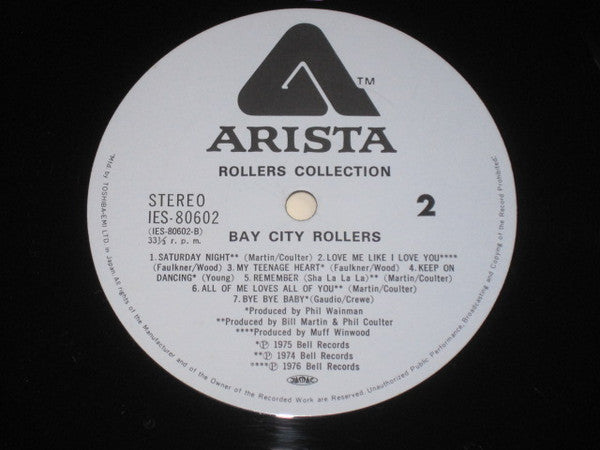 TM
ARISTA
ROLLERS COLLECTION
STEREO
IES-80602
(IES-80602-B)
33⅓ r. p. m.
2
BAY CITY ROLLERS
1.SATURDAY NIGHT** (Martin/Coulter) 2.LOVE ME LIKE I LOVE YOU****
(Faulkner/Wood) 3.MY TEENAGE HEART* (Faulkner/Wood) 4.KEEP ON
DANCING* (Young) 5.REMEMBER (Sha La La La)** (Martin/Coulter)
6.ALL OF ME LOVES ALL OF YOU** (Martin/Coulter)
7.BYE BYE BABY*(Gaudio/Crewe)
*Produced by Phil Wainman
**Produced by Bill Martin & Phil Coulter
****Produced by Muff Winwood
*℗ 1975 Bell Records
**℗ 1974 Bell Records
****℗ 1976 Bell Records
JASRAC
Mfd by TOSHIBA-EMI LTD. in Japan All rights of the Manufacturer and of the Owner of the Recorded Work are Reserved. Unauthorized Public Performance, Broadcasting and Copying of the Record Prohibited.